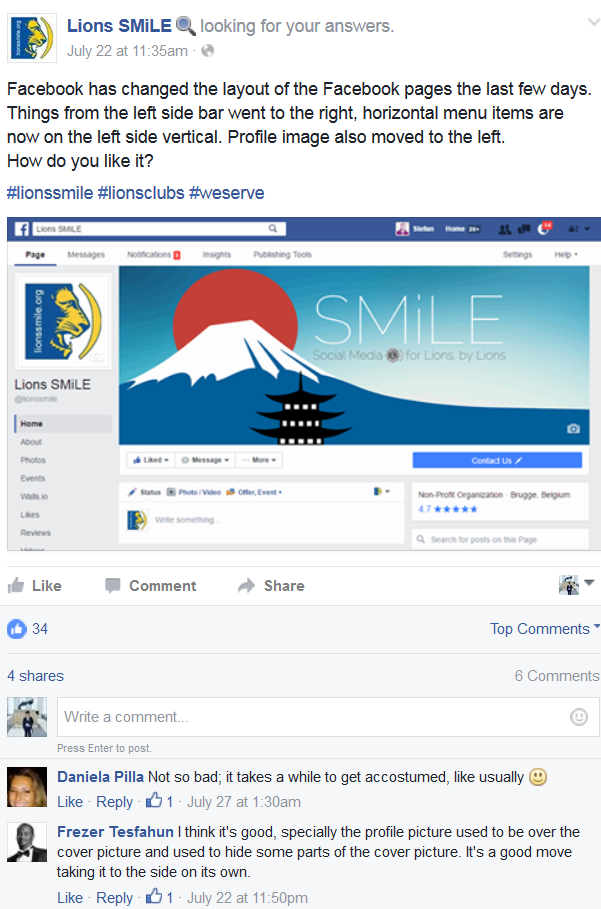 Lions SMiLE 🔍 looking for your answers.
July 22 at 11:35am ·
Facebook has changed the layout of the Facebook pages the last few days.
Things from the left side bar went to the right, horizontal menu items are
now on the left side vertical. Profile image also moved to the left.
How do you like it?
#lionssmile #lionsclubs #weserve
Lions SMiLE
Stefan Home 20+
Page Messages Notifications Insights Publishing Tools Settings Help
lionssmile.org
SMiLE
Social Media for Lions. by Lions
Lions SMiLE
@lionssmile
Home
About
Photos
Events
Walls.io
Likes
Reviews
Videos
Liked Message ··· More
Contact Us
Status Photo / Video Offer, Event +
Write something...
Non-Profit Organization · Brugge, Belgium
4.7 ★★★★★
Search for posts on this Page
Like Comment Share
34
Top Comments
4 shares
6 Comments
Write a comment...
Press Enter to post.
Daniela Pilla Not so bad; it takes a while to get accostumed, like usually 🙂
Like · Reply · 1 · July 27 at 1:30am
Frezer Tesfahun I think it's good, specially the profile picture used to be over the
cover picture and used to hide some parts of the cover picture. It's a good move
taking it to the side on its own.
Like · Reply · 1 · July 22 at 11:50pm